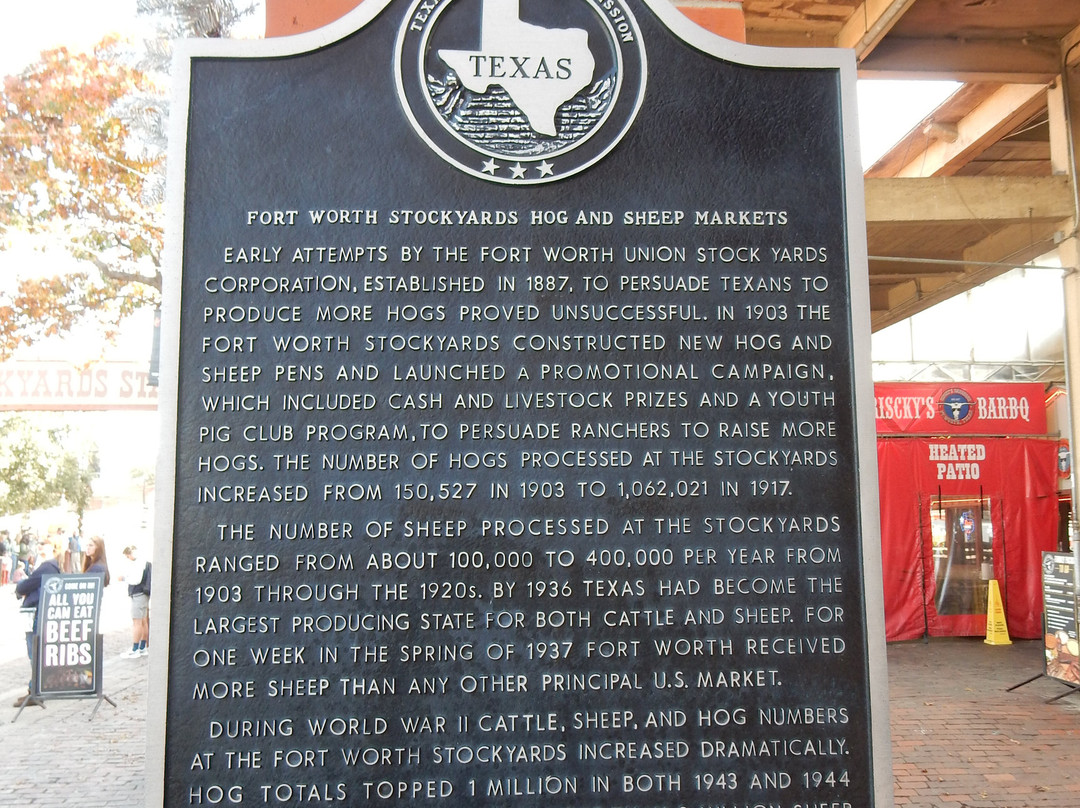 TEXAS
FORT WORTH STOCKYARDS HOG AND SHEEP MARKETS
EARLY ATTEMPTS BY THE FORT WORTH UNION STOCK YARDS
CORPORATION, ESTABLISHED IN 1887, TO PERSUADE TEXANS TO
PRODUCE MORE HOGS PROVED UNSUCCESSFUL. IN 1903 THE
FORT WORTH STOCKYARDS CONSTRUCTED NEW HOG AND
SHEEP PENS AND LAUNCHED A PROMOTIONAL CAMPAIGN,
WHICH INCLUDED CASH AND LIVESTOCK PRIZES AND A YOUTH
PIG CLUB PROGRAM, TO PERSUADE RANCHERS TO RAISE MORE
HOGS. THE NUMBER OF HOGS PROCESSED AT THE STOCKYARDS
INCREASED FROM 150,527 IN 1903 TO 1,062,021 IN 1917.
THE NUMBER OF SHEEP PROCESSED AT THE STOCKYARDS
RANGED FROM ABOUT 100,000 TO 400,000 PER YEAR FROM
1903 THROUGH THE 1920s. BY 1936 TEXAS HAD BECOME THE
LARGEST PRODUCING STATE FOR BOTH CATTLE AND SHEEP. FOR
ONE WEEK IN THE SPRING OF 1937 FORT WORTH RECEIVED
MORE SHEEP THAN ANY OTHER PRINCIPAL U.S. MARKET.
DURING WORLD WAR II CATTLE, SHEEP, AND HOG NUMBERS
AT THE FORT WORTH STOCKYARDS INCREASED DRAMATICALLY.
HOG TOTALS TOPPED 1 MILLION IN BOTH 1943 AND 1944
MILLION SHEEP
KYARDS ST
ALL YOU
CAN EAT
BEEF
RIBS
RISCKY'S BARBQ
HEATED
PATIO